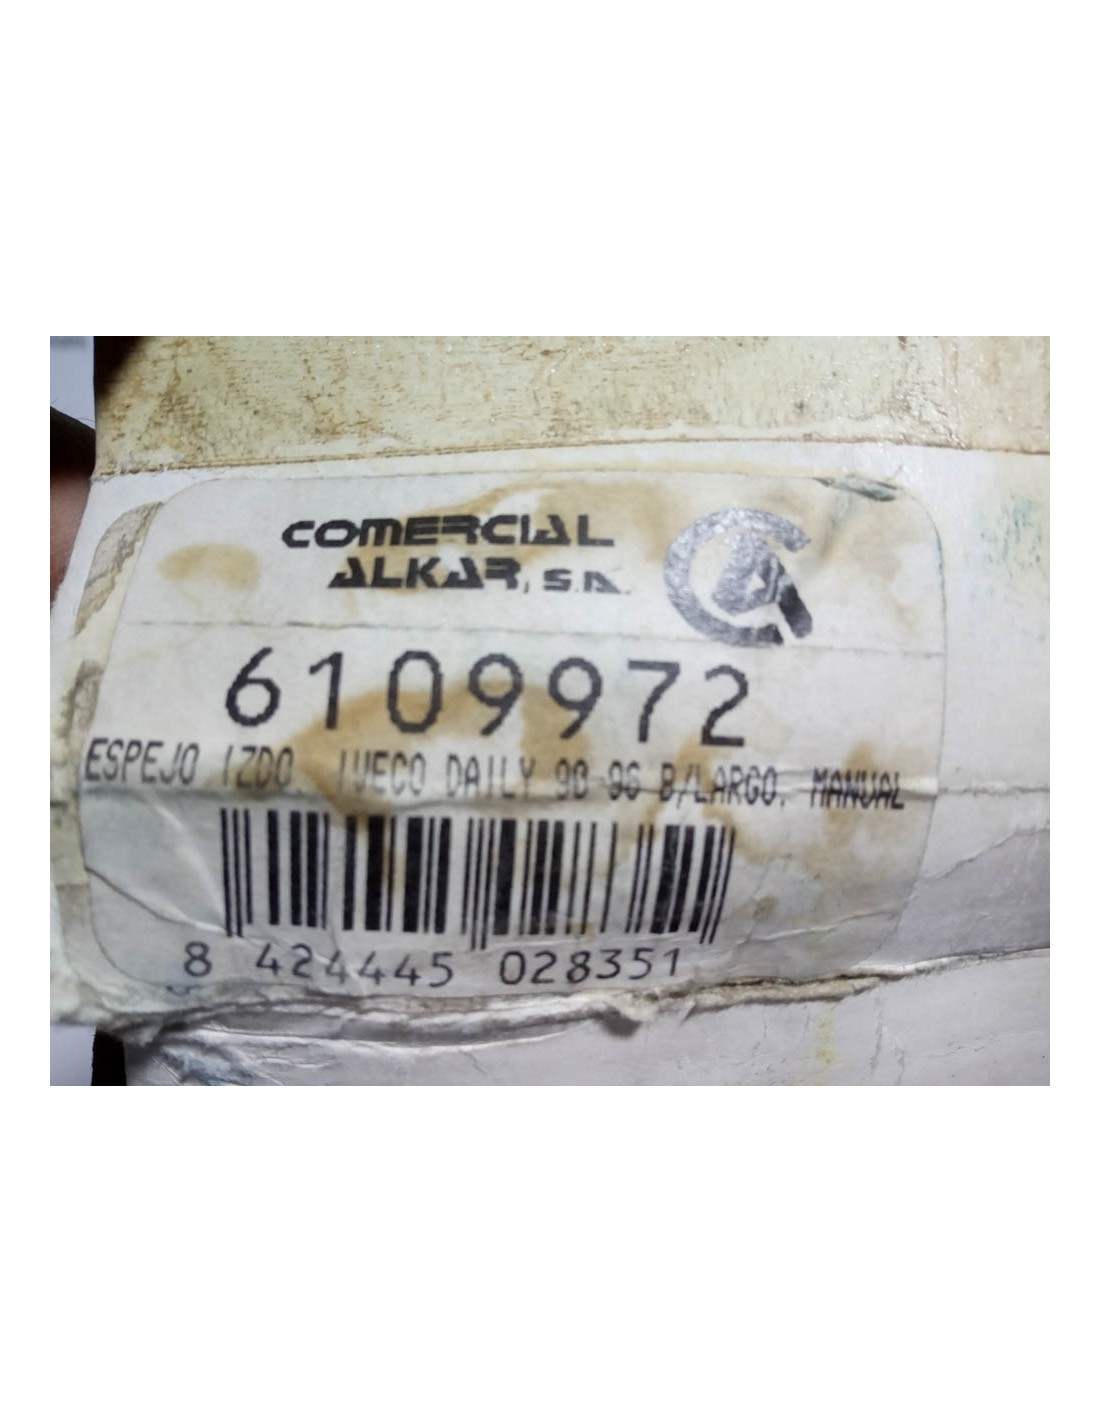 COMERCIAL
ALKAR, S.A.
6109972
ESPEJO IZDO. IVECO DAILY 90-96 B/LARGO. MANUAL
8 424445 028351